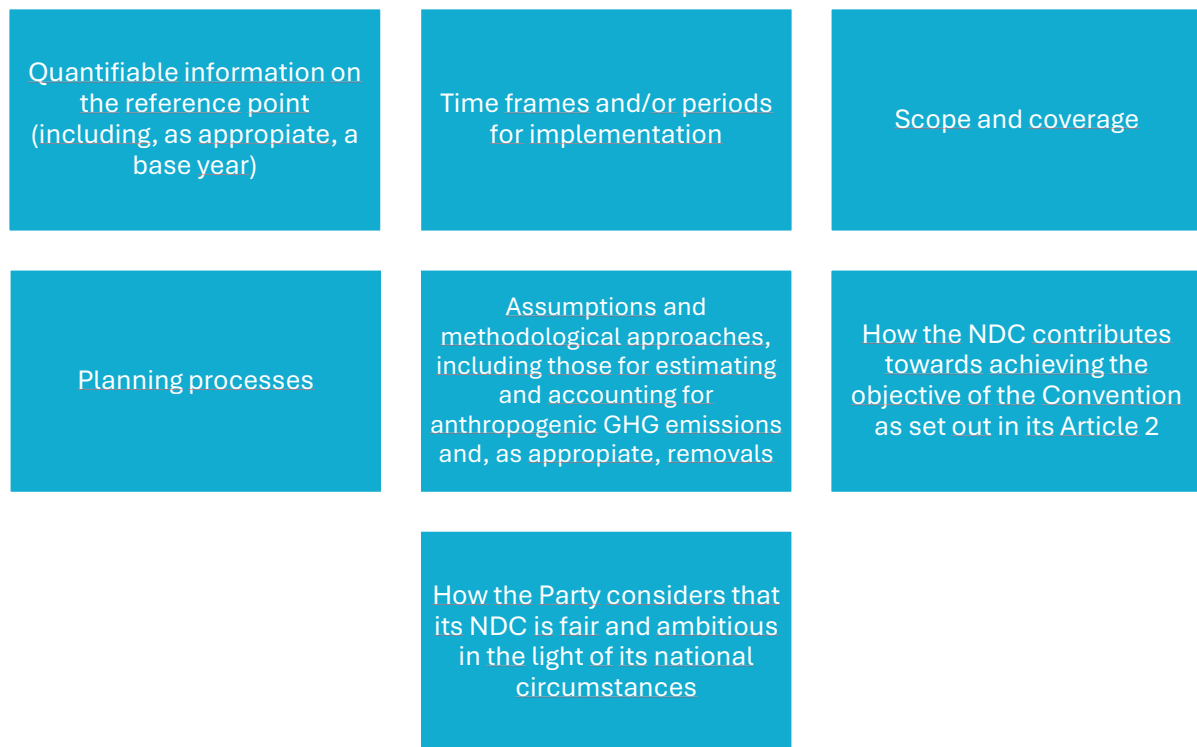 Quantifiable information on
the reference point
(including, as appropiate, a
base year)
Time frames and/or periods
for implementation
Scope and coverage
Planning processes
Assumptions and
methodological approaches,
including those for estimating
and accounting for
anthropogenic GHG emissions
and, as appropiate, removals
How the NDC contributes
towards achieving the
objective of the Convention
as set out in its Article 2
How the Party considers that
its NDC is fair and ambitious
in the light of its national
circumstances